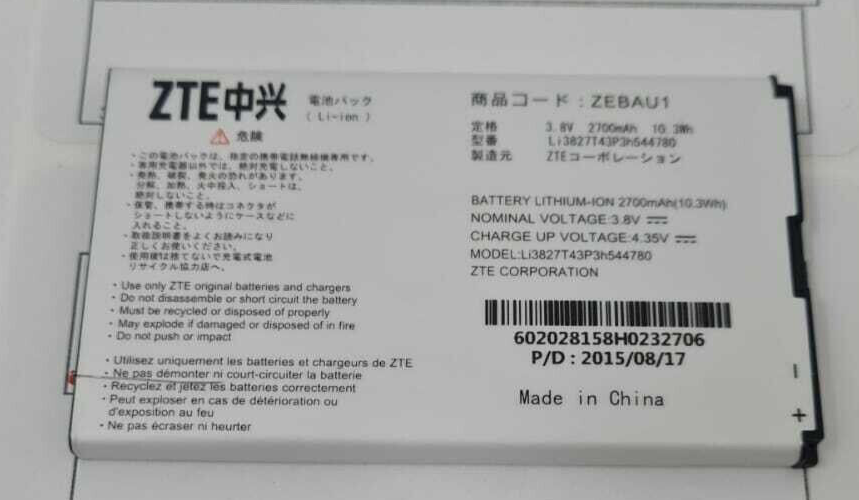 ZTE中兴 電池パック
( Li-ion )
危険
・この電池パックは、指定の携帯電話無線機専用です。
・専用充電器以外では、絶対充電しないこと。
・発熱、破裂、発火の恐れがあります。
分解、加熱、火中投入、ショートは、
絶対しないこと。
・保管、携帯する時はコネクタが
ショートしないようにケースなどに
入れること。
・取扱説明書をよくお読みになり
正しくお使いください。
・使用後は捨てないで充電式電池
リサイクル協力店へ。
・Use only ZTE original batteries and chargers
・Do not disassemble or short circuit the battery
・Must be recycled or disposed of properly
・May explode if damaged or disposed of in fire
・Do not push or impact
・Utilisez uniquement les batteries et chargeurs de ZTE
・Ne pas démonter ni court-circuiter la batterie
・Recyclez et jetez les batteries correctement
・Peut exploser en cas de détérioration ou
d'exposition au feu
・Ne pas écraser ni heurter
商品コード : ZEBAU1
定格 3.8V 2700mAh 10.3Wh
型番 Li3827T43P3h544780
製造元 ZTEコーポレーション
BATTERY LITHIUM-ION 2700mAh(10.3Wh)
NOMINAL VOLTAGE:3.8V
CHARGE UP VOLTAGE:4.35V
MODEL:Li3827T43P3h544780
ZTE CORPORATION
602028158H0232706
P/D : 2015/08/17
Made in China
–
+